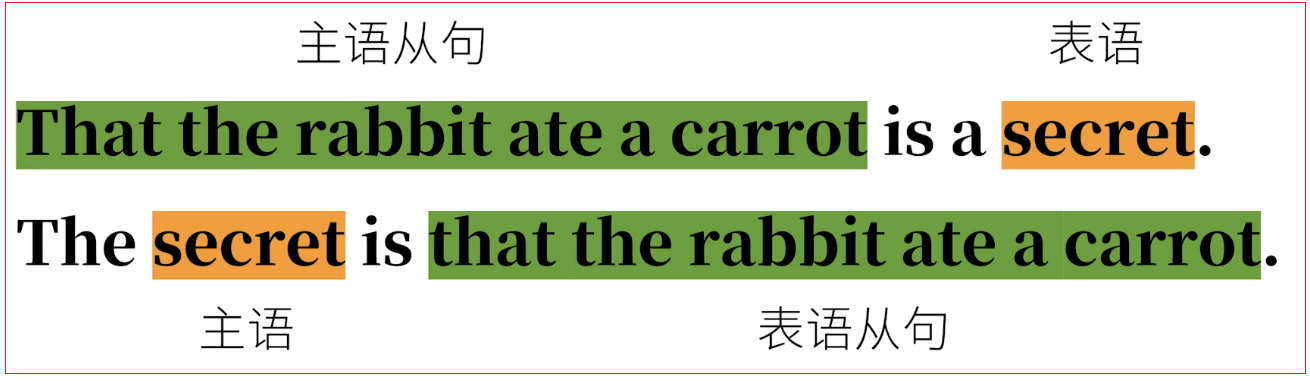 主语从句 表语
That the rabbit ate a carrot is a secret.
The secret is that the rabbit ate a carrot.
主语 表语从句